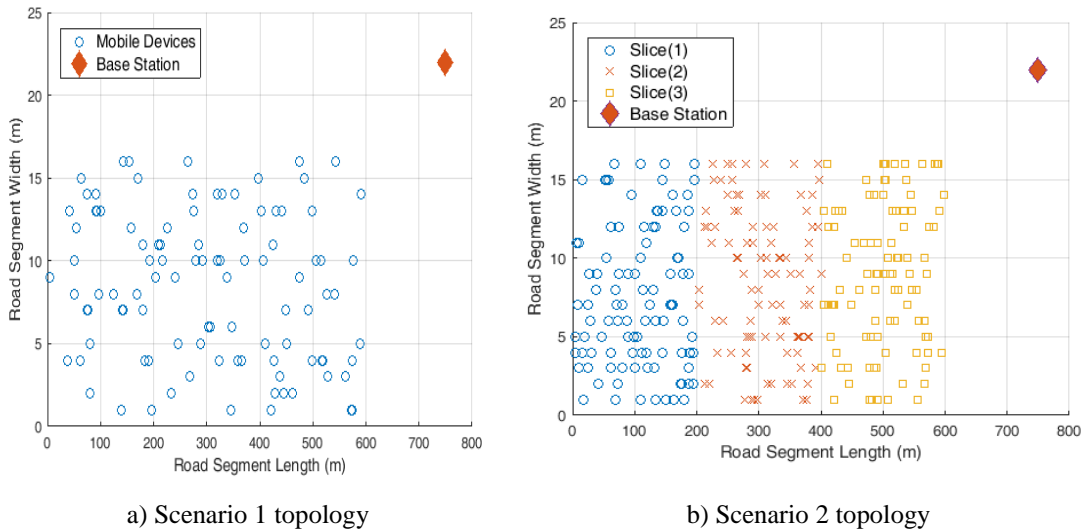 25
20
15
10
5
0
Road Segment Width (m)
Mobile Devices
Base Station
0 100 200 300 400 500 600 700 800
Road Segment Length (m)
a) Scenario 1 topology
25
20
15
10
5
0
Road Segment Width (m)
Slice(1)
Slice(2)
Slice(3)
Base Station
0 100 200 300 400 500 600 700 800
Road Segment Length (m)
b) Scenario 2 topology